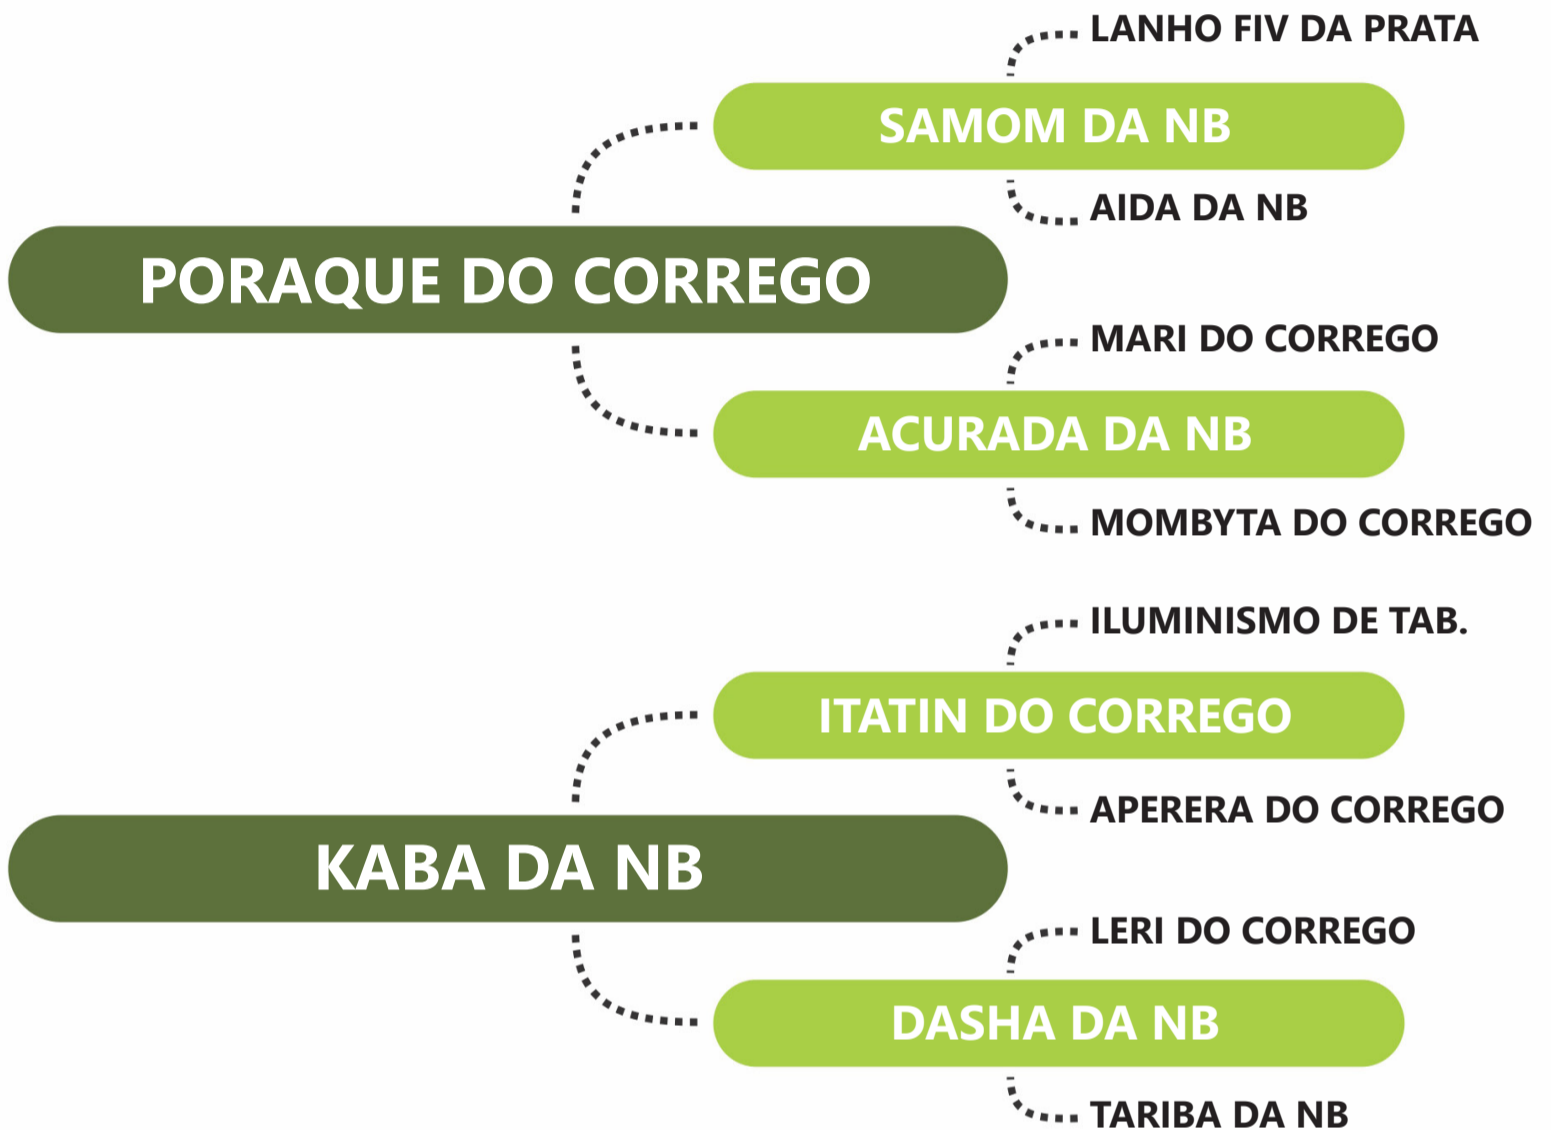 LANHO FIV DA PRATA
SAMOM DA NB
AIDA DA NB
PORAQUE DO CORREGO
MARI DO CORREGO
ACURADA DA NB
MOMBYTA DO CORREGO
ILUMINISMO DE TAB.
ITATIN DO CORREGO
APERERA DO CORREGO
KABA DA NB
LERI DO CORREGO
DASHA DA NB
TARIBA DA NB